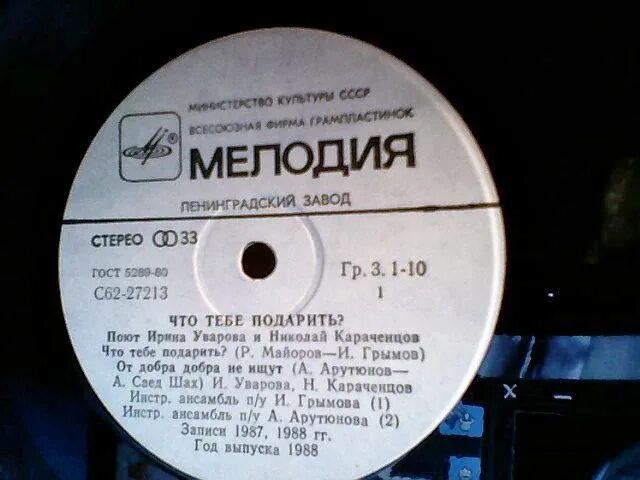 МИНИСТЕРСТВО КУЛЬТУРЫ СССР
ВСЕСОЮЗНАЯ ФИРМА ГРАМПЛАСТИНОК
МЕЛОДИЯ
ЛЕНИНГРАДСКИЙ ЗАВОД
СТЕРЕО 33
ГОСТ 5289-80
Гр. 3. 1-10
С62-27213
1
ЧТО ТЕБЕ ПОДАРИТЬ?
Поют Ирина Уварова и Николай Караченцов
Что тебе подарить? (Р. Майоров—И. Грымов)
От добра добра не ищут (А. Арутюнов—
А. Саед Шах) И. Уварова, Н. Караченцов
Инстр. ансамбль п/у И. Грымова (1)
Инстр. ансамбль п/у А. Арутюнова (2)
Записи 1987, 1988 гг.
Год выпуска 1988